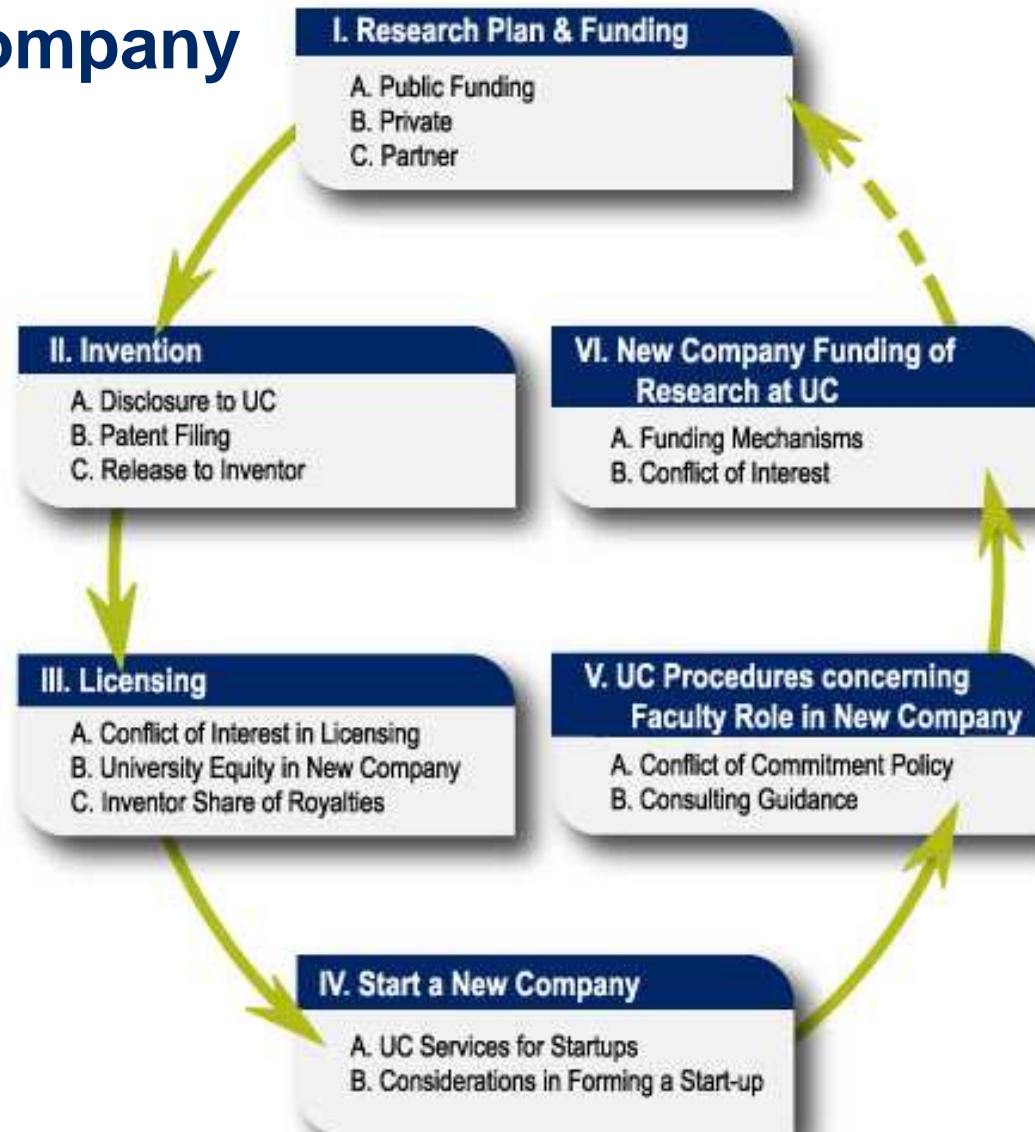 ompany
I. Research Plan & Funding
A. Public Funding
B. Private
C. Partner
II. Invention
A. Disclosure to UC
B. Patent Filing
C. Release to Inventor
III. Licensing
A. Conflict of Interest in Licensing
B. University Equity in New Company
C. Inventor Share of Royalties
IV. Start a New Company
A. UC Services for Startups
B. Considerations in Forming a Start-up
V. UC Procedures concerning
Faculty Role in New Company
A. Conflict of Commitment Policy
B. Consulting Guidance
VI. New Company Funding of
Research at UC
A. Funding Mechanisms
B. Conflict of Interest